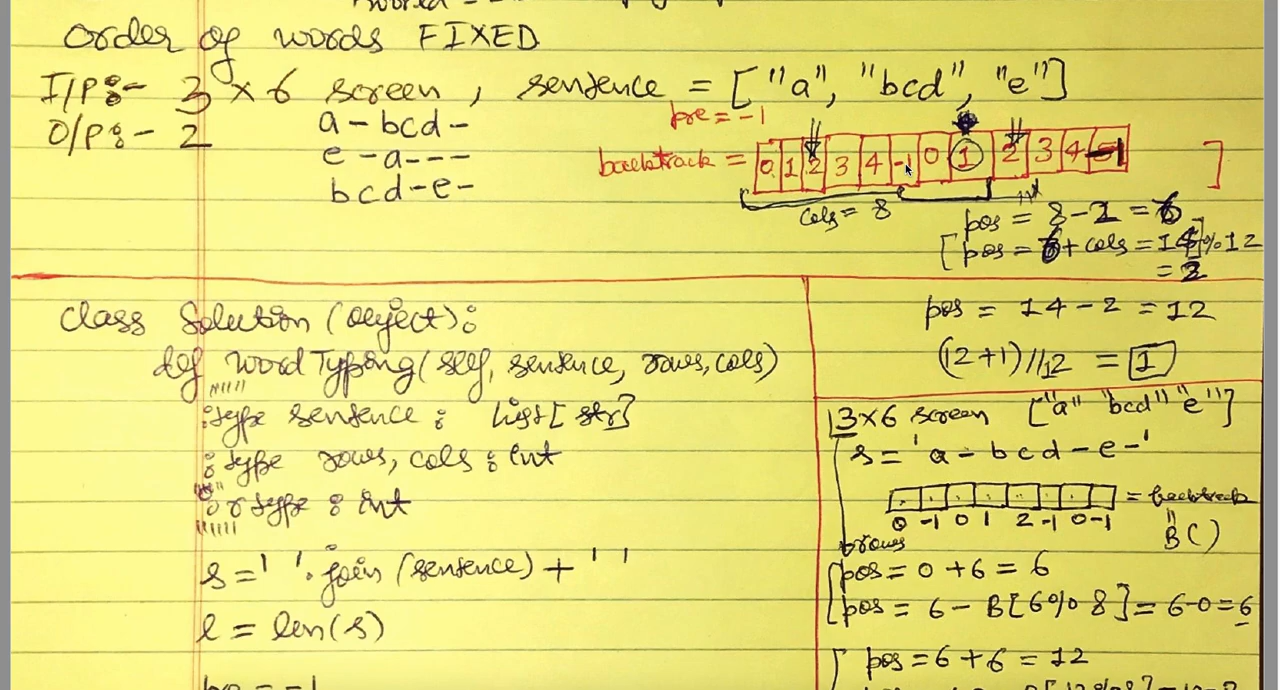 Order of words FIXED
I/P:- 3 × 6 screen, sentence = ["a", "bcd", "e"]
O/P:- 2
a-bcd-
e-a---
bcd-e-
pre = -1
backtrack = [0 1 2 3 4 -1 0 1 2 3 4 -1]
cols = 8
pos = 8-2 = 6
[pos = 6 + cols = 14]%12
= 2
pos = 14 - 2 = 12
(12+1)//12 = 1
class Solution(object):
def wordTyping(self, sentence, rows, cols)
"""
:type sentence: List[str]
:type rows, cols: int
:rtype: int
"""
s = ' '.join(sentence) + ' '
l = len(s)
3×6 screen ["a" "bcd" "e"]
s = 'a-bcd-e-'
= backtrack
0 -1 0 1 2 -1 0 -1
B()
rows
pos = 0+6 = 6
pos = 6 - B[6%8] = 6-0 = 6
pos = 6+6 = 12